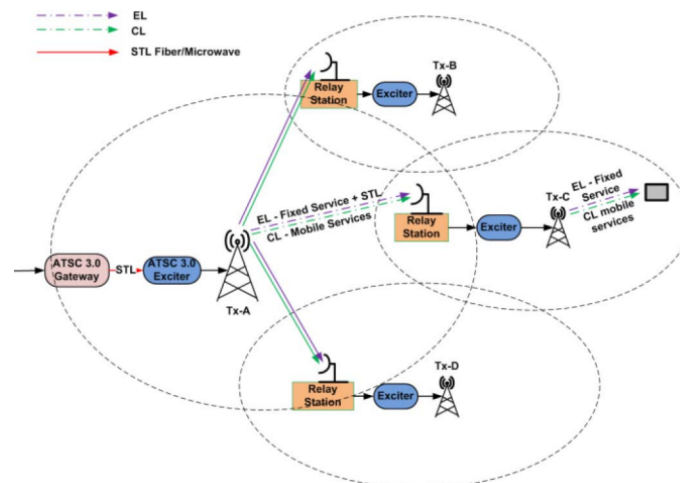 EL
CL
STL Fiber/Microwave
Tx-B
Relay
Station
Exciter
Tx-C
EL - Fixed
Service
CL mobile
services
EL - Fixed Service + STL
CL - Mobile Services
Relay
Station
Exciter
ATSC 3.0
Gateway
STL
ATSC 3.0
Exciter
Tx-A
Tx-D
Relay
Station
Exciter